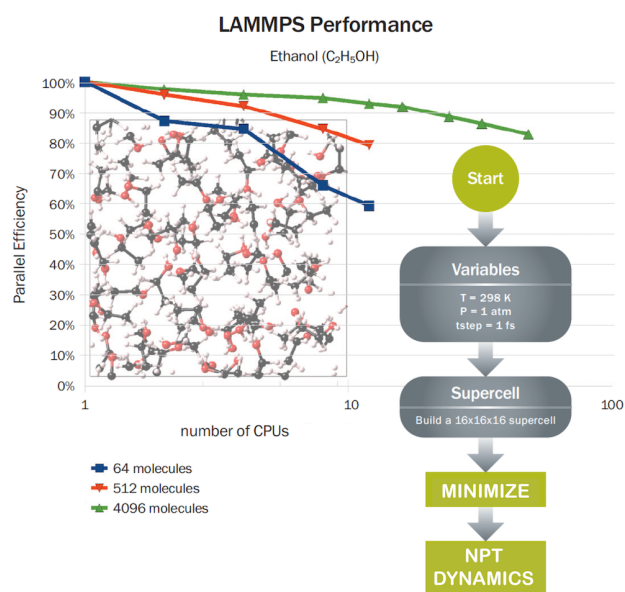 LAMMPS Performance
Ethanol (C₂H₅OH)
Parallel Efficiency
100%
90%
80%
70%
60%
50%
40%
30%
20%
10%
0%
1
10
100
number of CPUs
64 molecules
512 molecules
4096 molecules
Start
Variables
T = 298 K
P = 1 atm
tstep = 1 fs
Supercell
Build a 16x16x16 supercell
MINIMIZE
NPT
DYNAMICS